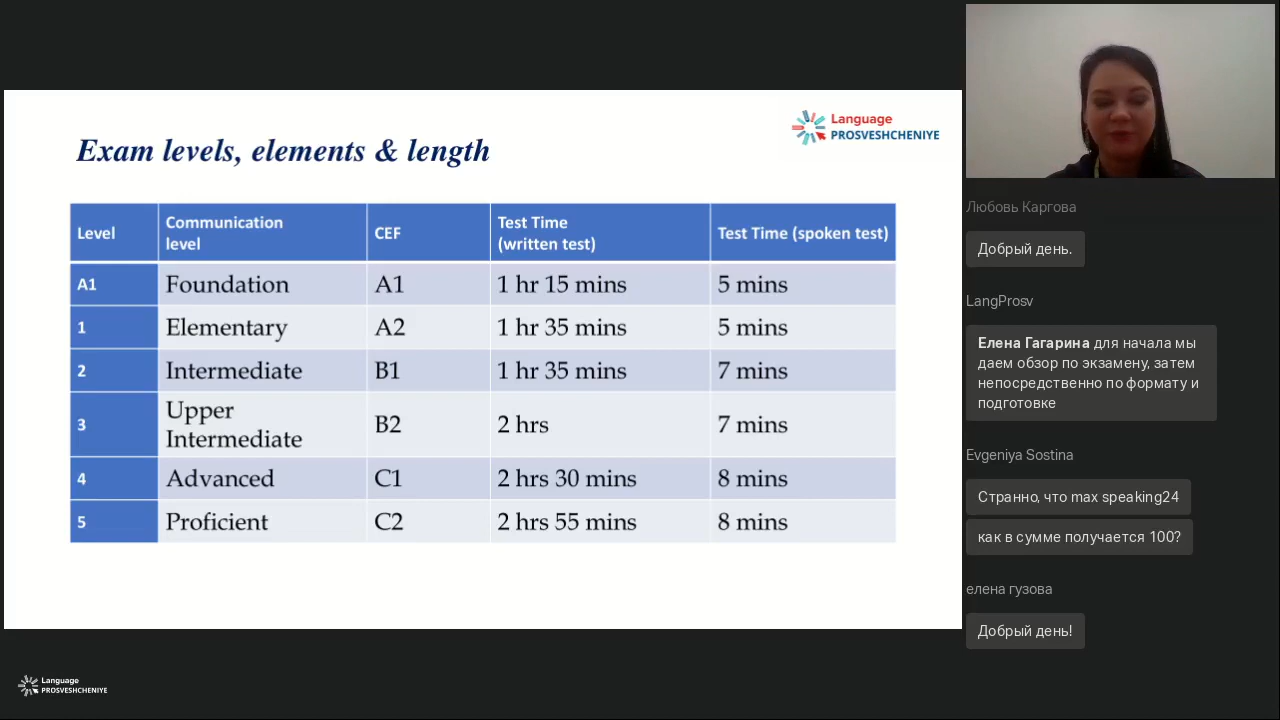 Language
PROSVESHCHENIYE
Exam levels, elements & length
Level Communication level CEF Test Time (written test) Test Time (spoken test)
A1 Foundation A1 1 hr 15 mins 5 mins
1 Elementary A2 1 hr 35 mins 5 mins
2 Intermediate B1 1 hr 35 mins 7 mins
3 Upper Intermediate B2 2 hrs 7 mins
4 Advanced C1 2 hrs 30 mins 8 mins
5 Proficient C2 2 hrs 55 mins 8 mins
Language
PROSVESHCHENIYE
Любовь Каргова
Добрый день.
LangProsv
Елена Гагарина для начала мы
даем обзор по экзамену, затем
непосредственно по формату и
подготовке
Evgeniya Sostina
Странно, что max speaking24
как в сумме получается 100?
елена гузова
Добрый день!